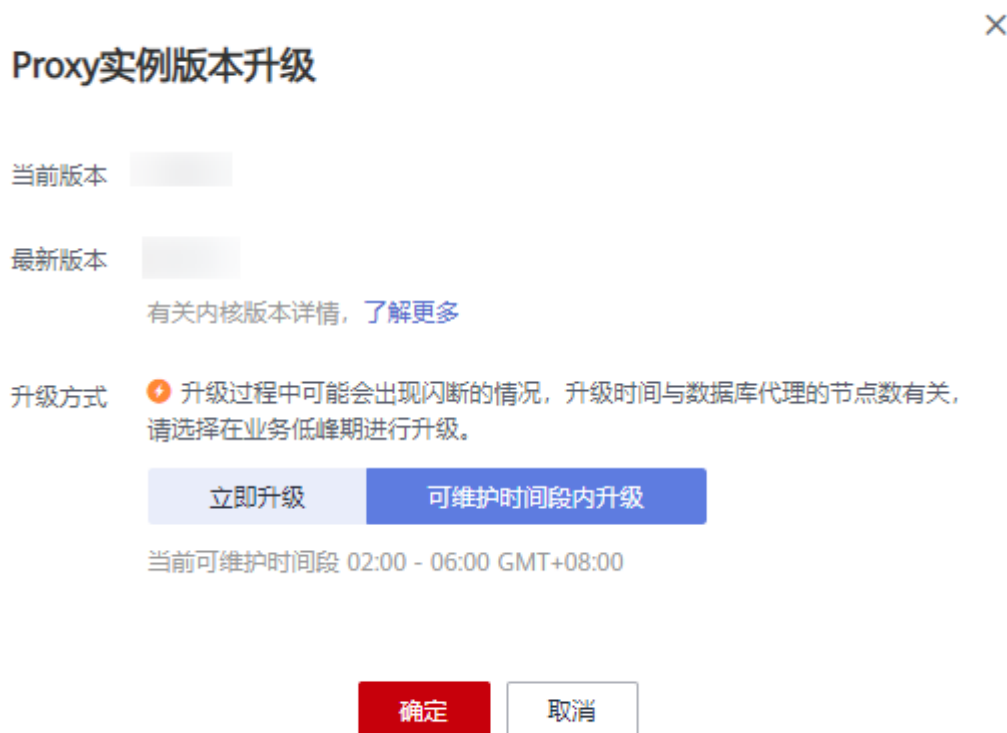 Proxy实例版本升级
当前版本
最新版本
有关内核版本详情，了解更多
升级方式
升级过程中可能会出现闪断的情况，升级时间与数据库代理的节点数有关，
请选择在业务低峰期进行升级。
立即升级 可维护时间段内升级
当前可维护时间段 02:00 - 06:00 GMT+08:00
确定 取消